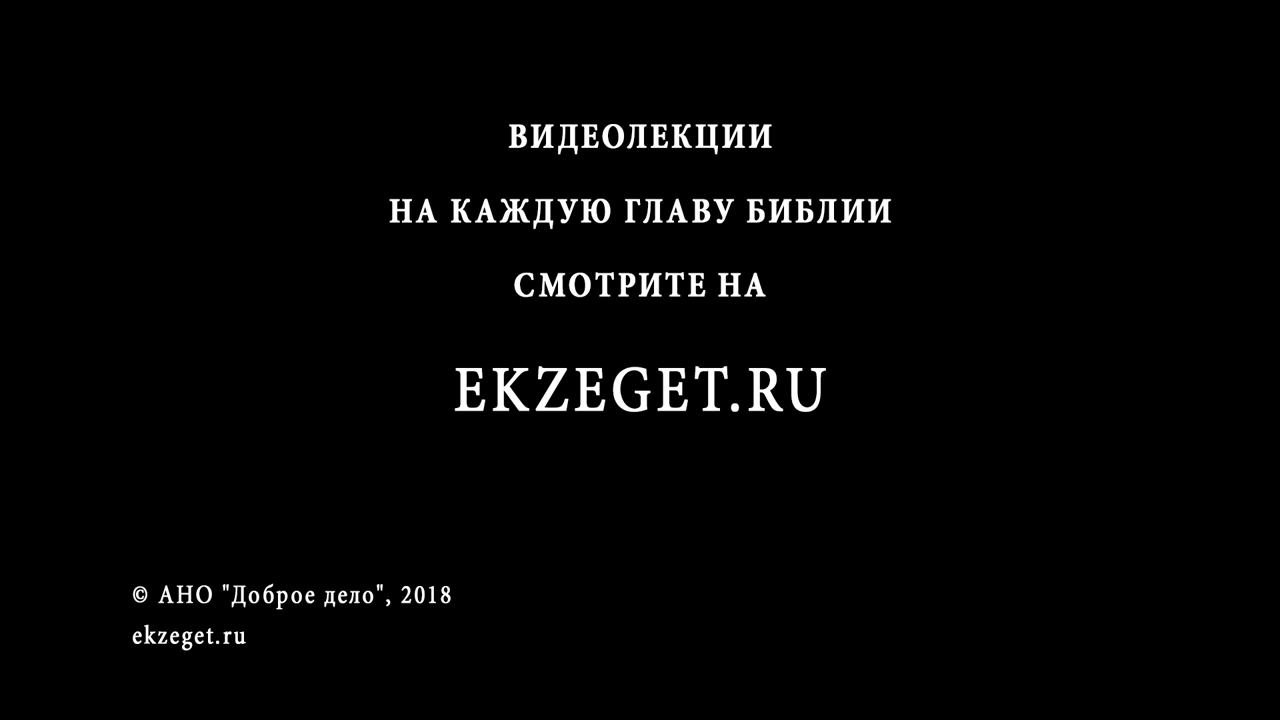 ВИДЕОЛЕКЦИИ
НА КАЖДУЮ ГЛАВУ БИБЛИИ
СМОТРИТЕ НА
EKZEGET.RU
© АНО "Доброе дело", 2018
ekzeget.ru